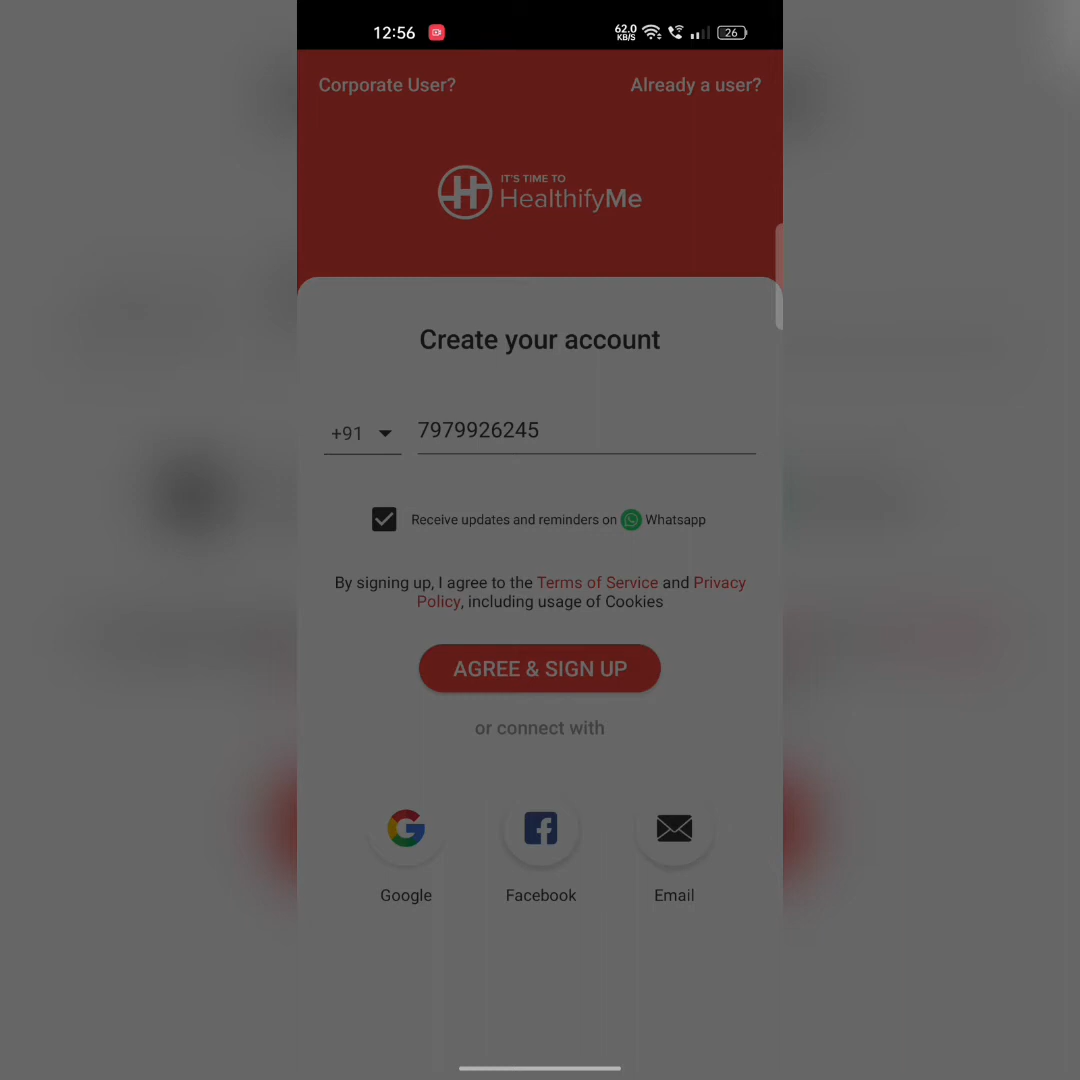 12:56
62.0
KB/S
26
Corporate User?
Already a user?
IT'S TIME TO
HealthifyMe
Create your account
+91
7979926245
Receive updates and reminders on Whatsapp
By signing up, I agree to the Terms of Service and Privacy
Policy, including usage of Cookies
AGREE & SIGN UP
or connect with
Google
Facebook
Email